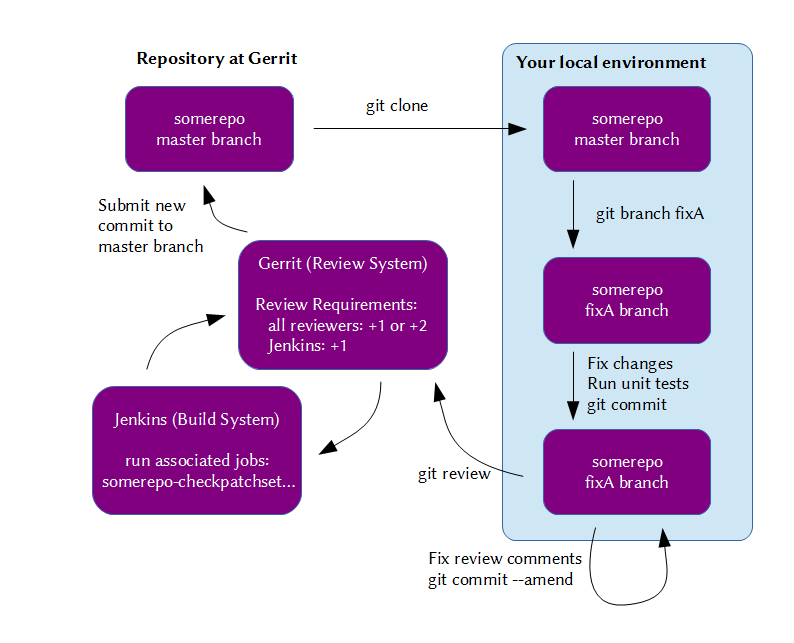 Repository at Gerrit
Your local environment
somerepo
master branch
git clone
somerepo
master branch
Submit new
commit to
master branch
git branch fixA
Gerrit (Review System)
Review Requirements:
all reviewers: +1 or +2
Jenkins: +1
somerepo
fixA branch
Fix changes
Run unit tests
git commit
Jenkins (Build System)
run associated jobs:
somerepo-checkpatchset...
git review
somerepo
fixA branch
Fix review comments
git commit --amend